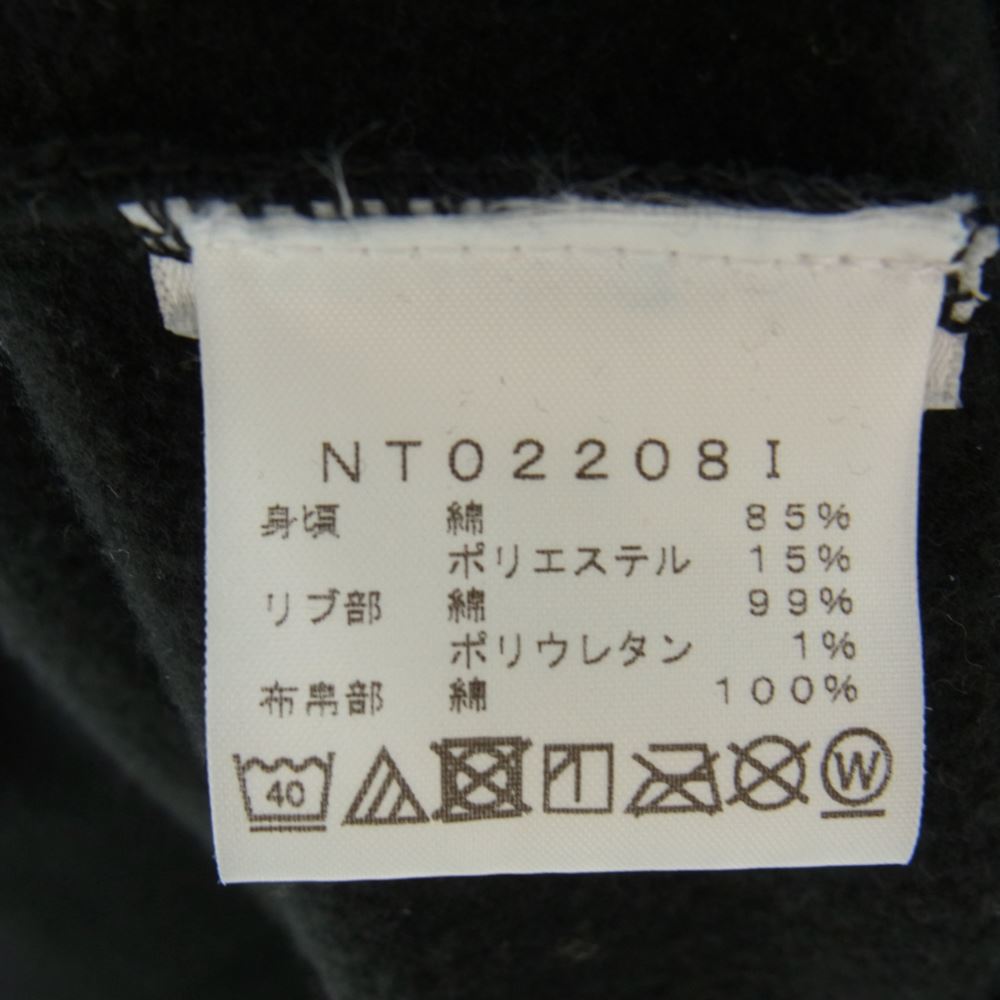 NT02208I
身頃 綿 85%
ポリエステル 15%
リブ部 綿 99%
ポリウレタン 1%
布帛部 綿 100%
40 W